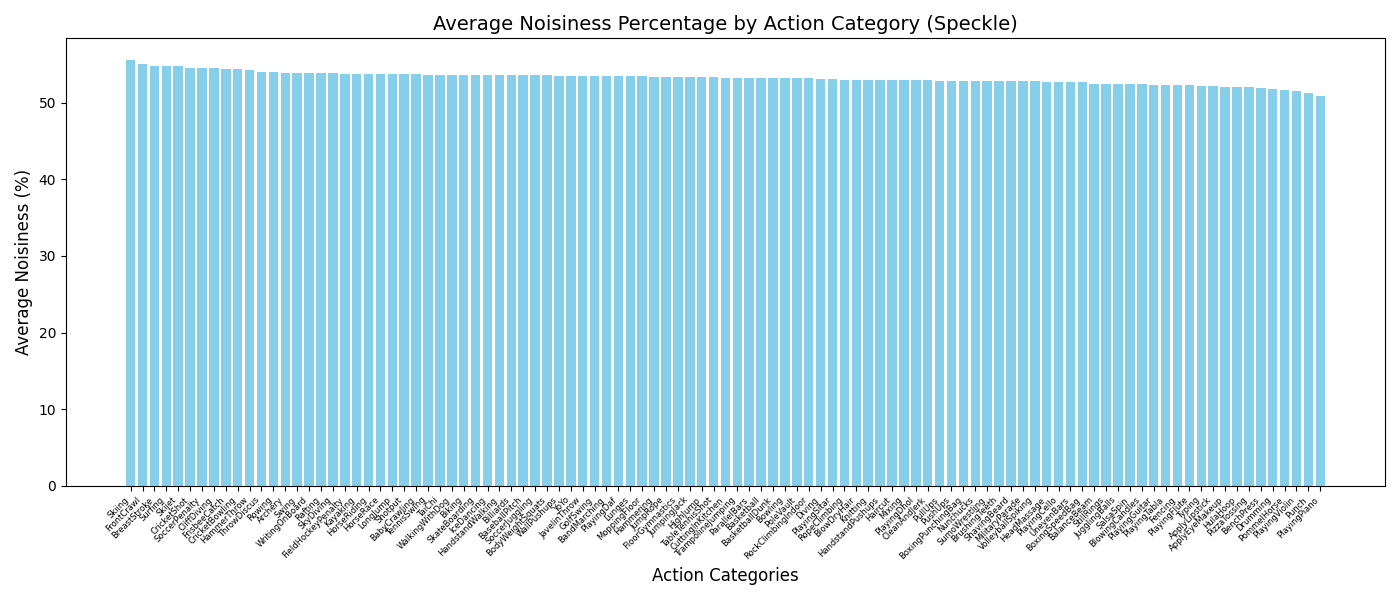 Average Noisiness Percentage by Action Category (Speckle)
50
40
30
20
10
0
Average Noisiness (%)
Skiing
FrontCrawl
BreastStroke
Surfing
Skijet
CricketShot
SoccerPenalty
CliffDiving
FrisbeeCatch
CricketBowling
HammerThrow
ThrowDiscus
Rowing
Archery
Swing
WritingOnBoard
Rafting
SkyDiving
FieldHockeyPenalty
Kayaking
HorseRiding
HorseRace
LongJump
Shotput
BabyCrawling
TennisSwing
TaiChi
WalkingWithDog
Biking
SkateBoarding
IceDancing
HandstandWalking
Billiards
BaseballPitch
SoccerJuggling
BodyWeightSquats
WallPushups
YoYo
JavelinThrow
GolfSwing
BandMarching
PlayingDaf
Lunges
MoppingFloor
Hammering
JumpRope
FloorGymnastics
JumpingJack
HighJump
TableTennisShot
CuttingInKitchen
TrampolineJumping
ParallelBars
Basketball
BasketballDunk
Bowling
PoleVault
RockClimbingIndoor
Diving
PlayingSitar
RopeClimbing
BlowDryHair
Knitting
HandstandPushups
Haircut
Mixing
PlayingDhol
CleanAndJerk
PullUps
PushUps
BoxingPunchingBag
Nunchucks
SumoWrestling
BrushingTeeth
ShavingBeard
MilitaryParade
VolleyballSpiking
HeadMassage
PlayingCello
UnevenBars
BoxingSpeedBag
BalanceBeam
StillRings
JugglingBalls
SalsaSpin
BlowingCandles
PlayingGuitar
PlayingTabla
Fencing
PlayingFlute
Typing
ApplyLipstick
ApplyEyeMakeup
HulaHoop
PizzaTossing
BenchPress
Drumming
PommelHorse
PlayingViolin
Punch
PlayingPiano
Action Categories